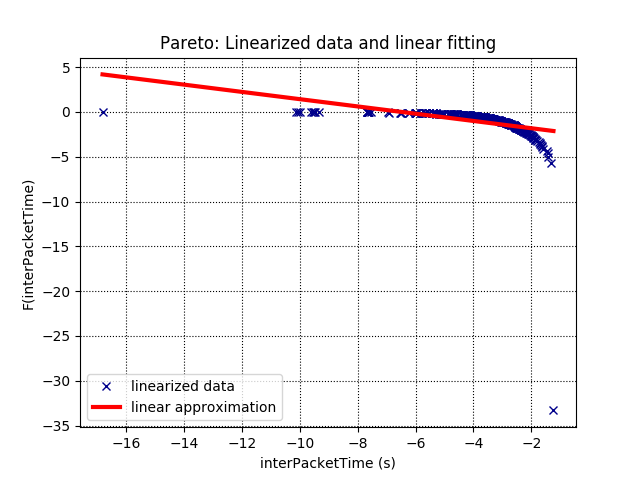 Pareto: Linearized data and linear fitting
5
0
−5
−10
−15
−20
−25
−30
−35
F(interPacketTime)
linearized data
linear approximation
−16 −14 −12 −10 −8 −6 −4 −2
interPacketTime (s)